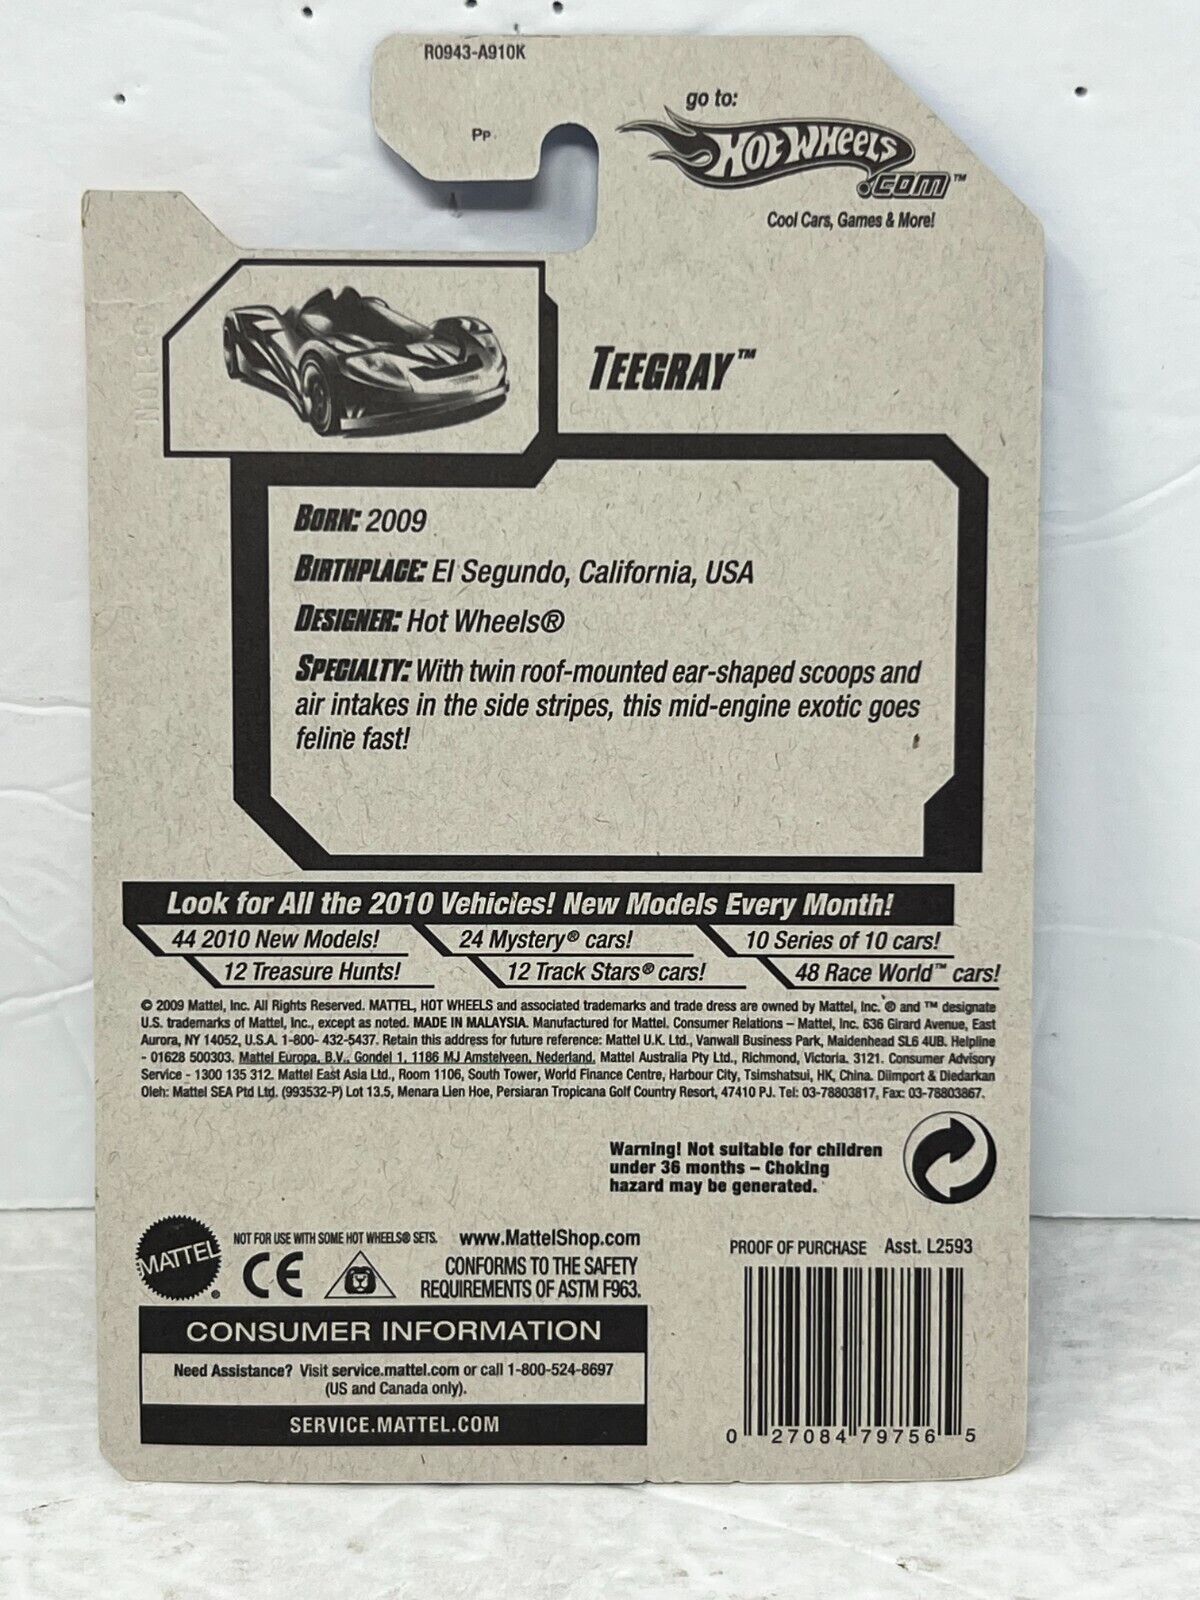 R0943-A910K
Pp
go to:
HOT WHEELS
.COM™
Cool Cars, Games & More!
TEEGRAY™
BORN: 2009
BIRTHPLACE: El Segundo, California, USA
DESIGNER: Hot Wheels®
SPECIALTY: With twin roof-mounted ear-shaped scoops and
air intakes in the side stripes, this mid-engine exotic goes
feline fast!
Look for All the 2010 Vehicles! New Models Every Month!
44 2010 New Models! 24 Mystery® cars! 10 Series of 10 cars!
12 Treasure Hunts! 12 Track Stars® cars! 48 Race World™ cars!
© 2009 Mattel, Inc. All Rights Reserved. MATTEL, HOT WHEELS and associated trademarks and trade dress are owned by Mattel, Inc. ® and ™ designate
U.S. trademarks of Mattel, Inc., except as noted. MADE IN MALAYSIA. Manufactured for Mattel. Consumer Relations – Mattel, Inc. 636 Girard Avenue, East
Aurora, NY 14052, U.S.A. 1-800- 432-5437. Retain this address for future reference: Mattel U.K. Ltd., Vanwall Business Park, Maidenhead SL6 4UB. Helpline
- 01628 500303. Mattel Europa, B.V., Gondel 1, 1186 MJ Amstelveen, Nederland. Mattel Australia Pty Ltd., Richmond, Victoria. 3121. Consumer Advisory
Service - 1300 135 312. Mattel East Asia Ltd., Room 1106, South Tower, World Finance Centre, Harbour City, Tsimshatsui, HK, China. Diimport & Diedarkan
Oleh: Mattel SEA Ptd Ltd. (993532-P) Lot 13.5, Menara Lien Hoe, Persiaran Tropicana Golf Country Resort, 47410 PJ. Tel: 03-78803817, Fax: 03-78803867.
Warning! Not suitable for children
under 36 months – Choking
hazard may be generated.
MATTEL®
NOT FOR USE WITH SOME HOT WHEELS® SETS. www.MattelShop.com
CE
CONFORMS TO THE SAFETY
REQUIREMENTS OF ASTM F963.
PROOF OF PURCHASE Asst. L2593
CONSUMER INFORMATION
Need Assistance? Visit service.mattel.com or call 1-800-524-8697
(US and Canada only).
SERVICE.MATTEL.COM
0 27084 79756 5